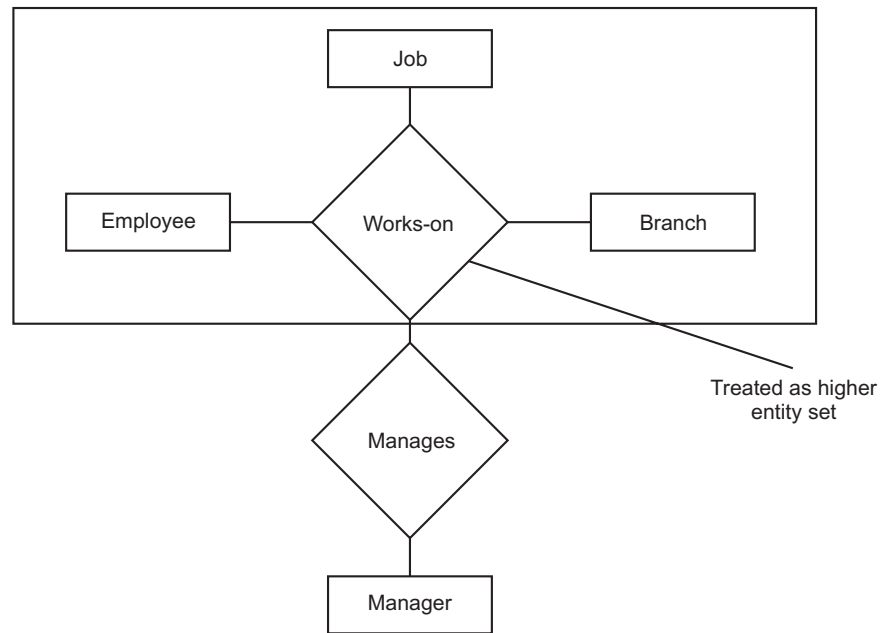 Job
Employee
Works-on
Branch
Treated as higher
entity set
Manages
Manager